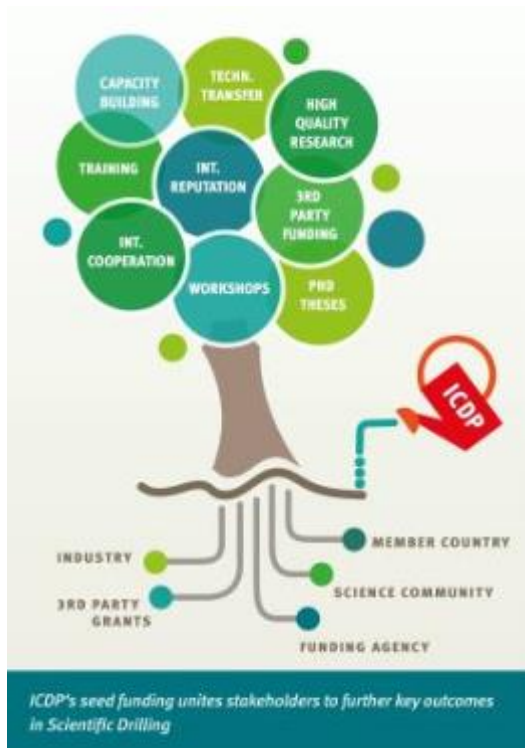 CAPACITY
BUILDING
TECHN.
TRANSFER
HIGH
QUALITY
RESEARCH
TRAINING
INT.
REPUTATION
3RD
PARTY
FUNDING
INT.
COOPERATION
WORKSHOPS
PHD
THESES
ICDP
INDUSTRY
MEMBER COUNTRY
3RD PARTY
GRANTS
SCIENCE COMMUNITY
FUNDING AGENCY
ICDP's seed funding unites stakeholders to further key outcomes
in Scientific Drilling